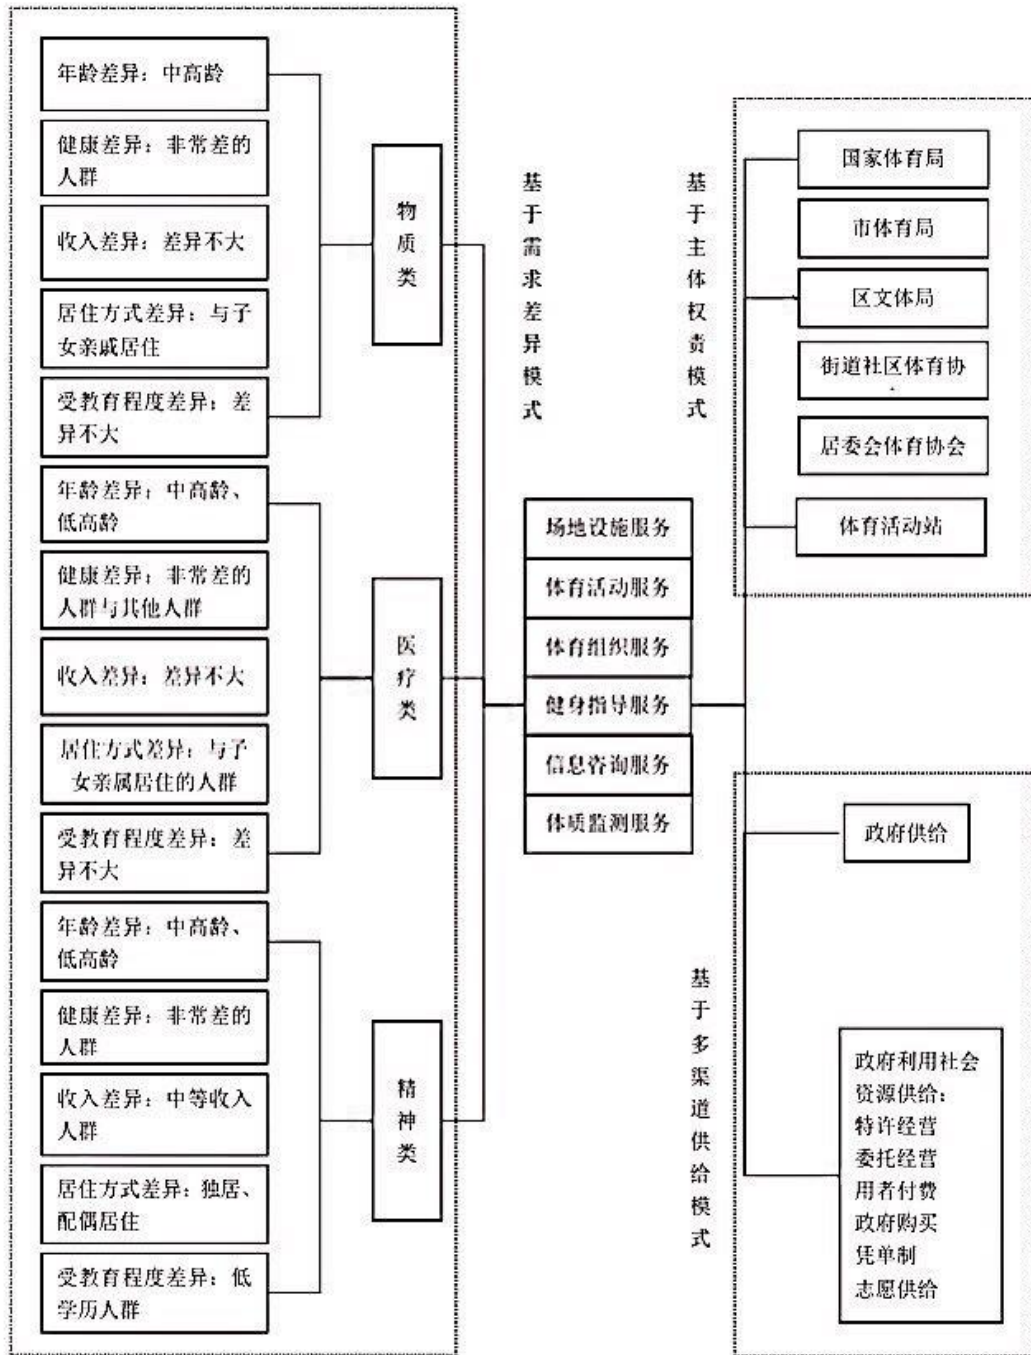 年龄差异：中高龄
健康差异：非常差的
人群
收入差异：差异不大
居住方式差异：与子
女亲戚居住
受教育程度差异：差
异不大
物质类
年龄差异：中高龄、
低高龄
健康差异：非常差的
人群与其他人群
收入差异：差异不大
居住方式差异：与子
女亲属居住的人群
受教育程度差异：差
异不大
医疗类
年龄差异：中高龄、
低高龄
健康差异：非常差的
人群
收入差异：中等收入
人群
居住方式差异：独居、
配偶居住
受教育程度差异：低
学历人群
精神类
基于需求差异模式
场地设施服务
体育活动服务
体育组织服务
健身指导服务
信息咨询服务
体质监测服务
基于主体权责模式
国家体育局
市体育局
区文体局
街道社区体育协
居委会体育协会
体育活动站
基于多渠道供给模式
政府供给
政府利用社会
资源供给：
特许经营
委托经营
用者付费
政府购买
凭单制
志愿供给